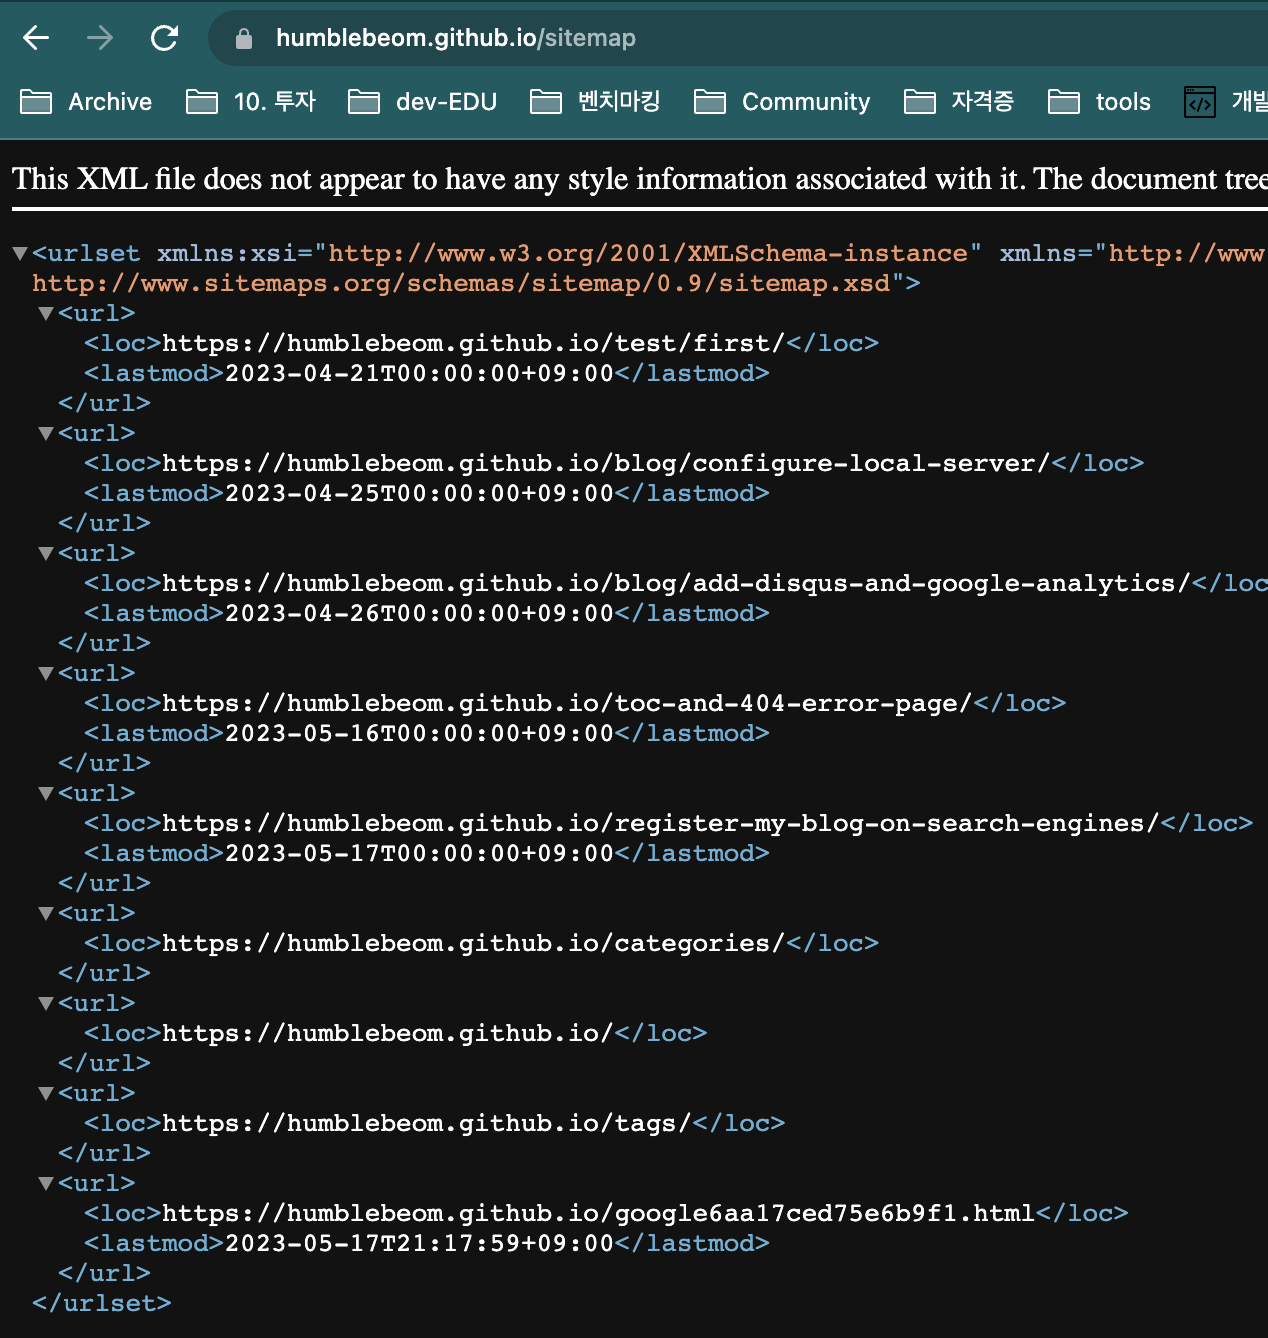 humblebeom.github.io/sitemap
Archive 10. 투자 dev-EDU 벤치마킹 Community 자격증 tools 개발
This XML file does not appear to have any style information associated with it. The document tree
<urlset xmlns:xsi="http://www.w3.org/2001/XMLSchema-instance" xmlns="http://www
http://www.sitemaps.org/schemas/sitemap/0.9/sitemap.xsd">
<url>
<loc>https://humblebeom.github.io/test/first/</loc>
<lastmod>2023-04-21T00:00:00+09:00</lastmod>
</url>
<url>
<loc>https://humblebeom.github.io/blog/configure-local-server/</loc>
<lastmod>2023-04-25T00:00:00+09:00</lastmod>
</url>
<url>
<loc>https://humblebeom.github.io/blog/add-disqus-and-google-analytics/</loc
<lastmod>2023-04-26T00:00:00+09:00</lastmod>
</url>
<url>
<loc>https://humblebeom.github.io/toc-and-404-error-page/</loc>
<lastmod>2023-05-16T00:00:00+09:00</lastmod>
</url>
<url>
<loc>https://humblebeom.github.io/register-my-blog-on-search-engines/</loc>
<lastmod>2023-05-17T00:00:00+09:00</lastmod>
</url>
<url>
<loc>https://humblebeom.github.io/categories/</loc>
</url>
<url>
<loc>https://humblebeom.github.io/</loc>
</url>
<url>
<loc>https://humblebeom.github.io/tags/</loc>
</url>
<url>
<loc>https://humblebeom.github.io/google6aa17ced75e6b9f1.html</loc>
<lastmod>2023-05-17T21:17:59+09:00</lastmod>
</url>
</urlset>